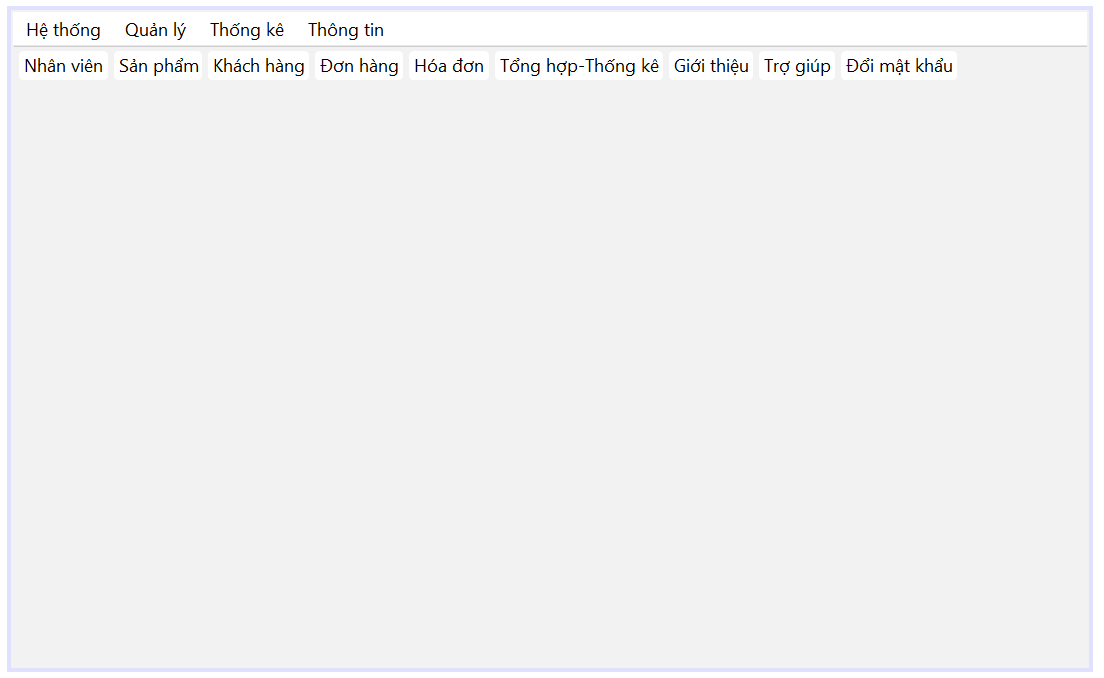 Hệ thống Quản lý Thống kê Thông tin
Nhân viên Sản phẩm Khách hàng Đơn hàng Hóa đơn Tổng hợp-Thống kê Giới thiệu Trợ giúp Đổi mật khẩu